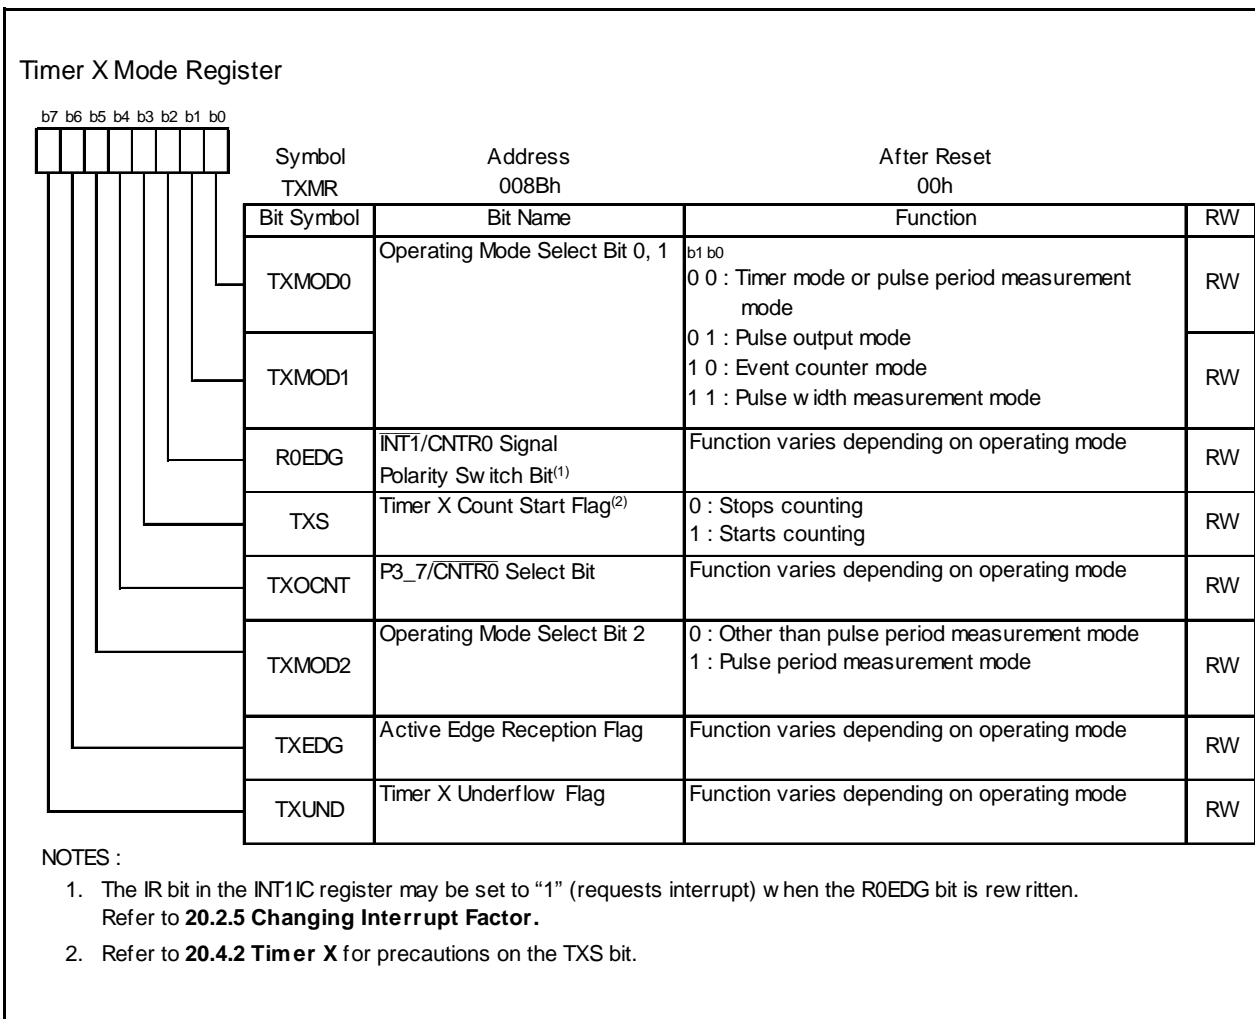 Timer X Mode Register
b7 b6 b5 b4 b3 b2 b1 b0
Symbol Address After Reset
TXMR 008Bh 00h
Bit Symbol Bit Name Function RW
TXMOD0 Operating Mode Select Bit 0, 1 b1 b0 RW
0 0 : Timer mode or pulse period measurement
mode
0 1 : Pulse output mode
TXMOD1 1 0 : Event counter mode RW
1 1 : Pulse width measurement mode
R0EDG INT1/CNTR0 Signal Function varies depending on operating mode RW
Polarity Switch Bit(1)
TXS Timer X Count Start Flag(2) 0 : Stops counting RW
1 : Starts counting
TXOCNT P3_7/CNTR0 Select Bit Function varies depending on operating mode RW
TXMOD2 Operating Mode Select Bit 2 0 : Other than pulse period measurement mode RW
1 : Pulse period measurement mode
TXEDG Active Edge Reception Flag Function varies depending on operating mode RW
TXUND Timer X Underflow Flag Function varies depending on operating mode RW
NOTES :
1. The IR bit in the INT1IC register may be set to “1” (requests interrupt) when the R0EDG bit is rewritten.
Refer to 20.2.5 Changing Interrupt Factor.
2. Refer to 20.4.2 Timer X for precautions on the TXS bit.